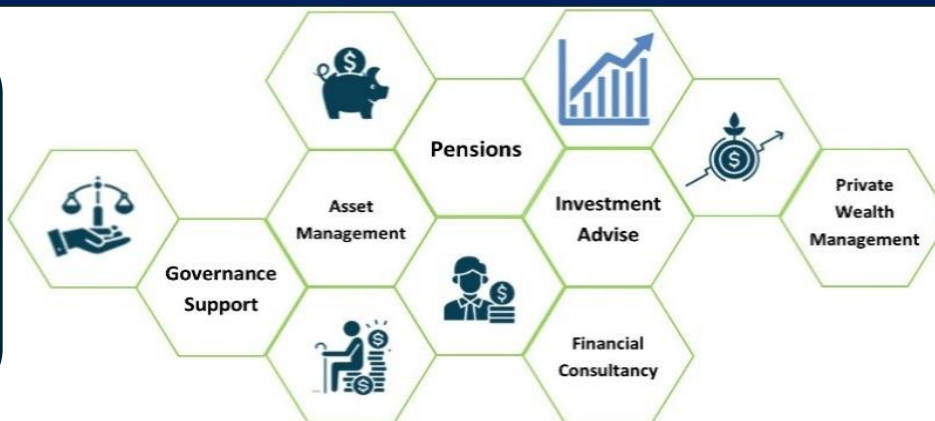 Pensions
Asset
Management
Investment
Advise
Private
Wealth
Management
Governance
Support
Financial
Consultancy